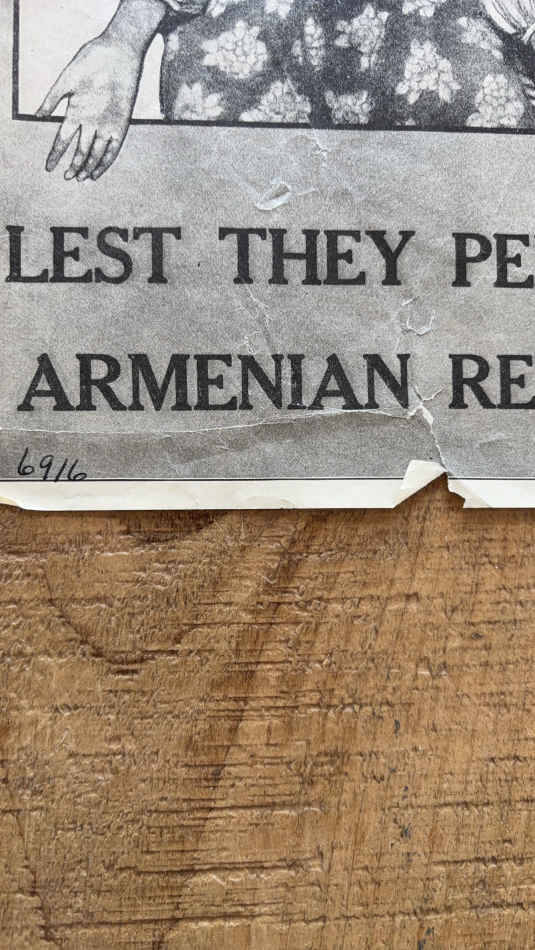 LEST THEY PE
ARMENIAN RE
6916